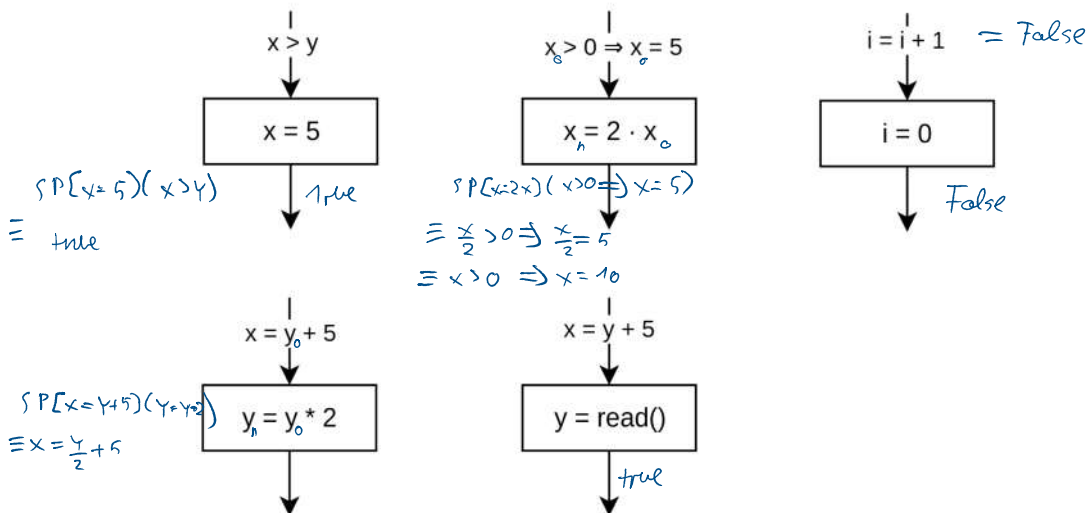 x > y
x = 5
SP[x=5](x>y)
≡ true
true
x₀ > 0 ⇒ x₀ = 5
xₙ = 2 · x₀
SP[x=2x](x>0 ⇒ x=5)
≡ x/2 >0 ⇒ x/2 = 5
≡ x>0 ⇒ x=10
i = i + 1 ≡ False
i = 0
False
x = y₀ + 5
yₙ = y₀ * 2
SP[x=y+5](y=y·2)
≡ x = y/2 + 5
x = y + 5
y = read()
true